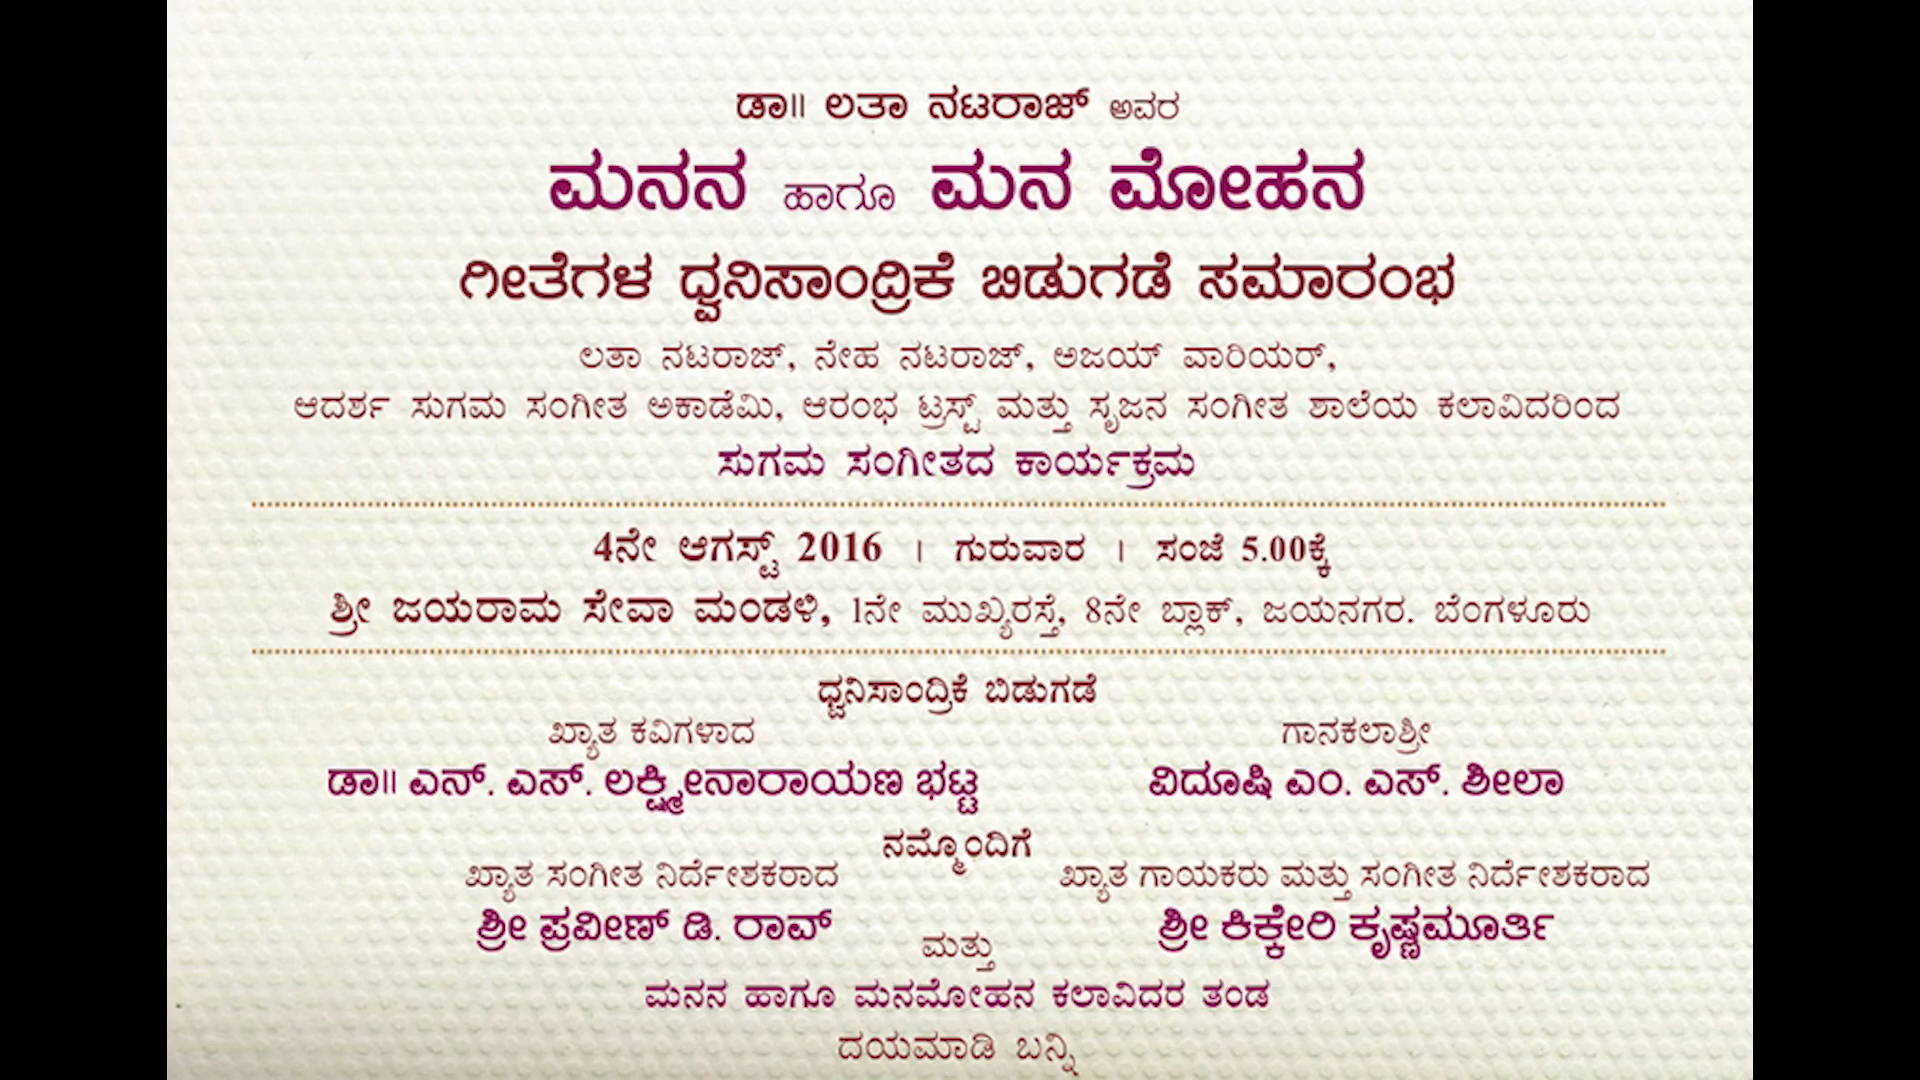 ಡಾ॥ ಲತಾ ನಟರಾಜ್ ಅವರ
ಮನನ ಹಾಗೂ ಮನ ಮೋಹನ
ಗೀತೆಗಳ ಧ್ವನಿಸಾಂದ್ರಿಕೆ ಬಿಡುಗಡೆ ಸಮಾರಂಭ
ಲತಾ ನಟರಾಜ್, ನೇಹ ನಟರಾಜ್, ಅಜಯ್ ವಾರಿಯರ್,
ಆದರ್ಶ ಸುಗಮ ಸಂಗೀತ ಅಕಾಡೆಮಿ, ಆರಂಭ ಟ್ರಸ್ಟ್ ಮತ್ತು ಸೃಜನ ಸಂಗೀತ ಶಾಲೆಯ ಕಲಾವಿದರಿಂದ
ಸುಗಮ ಸಂಗೀತದ ಕಾರ್ಯಕ್ರಮ
4ನೇ ಆಗಸ್ಟ್ 2016 । ಗುರುವಾರ । ಸಂಜೆ 5.00ಕ್ಕೆ
ಶ್ರೀ ಜಯರಾಮ ಸೇವಾ ಮಂಡಳಿ, 1ನೇ ಮುಖ್ಯರಸ್ತೆ, 8ನೇ ಬ್ಲಾಕ್, ಜಯನಗರ. ಬೆಂಗಳೂರು
ಧ್ವನಿಸಾಂದ್ರಿಕೆ ಬಿಡುಗಡೆ
ಖ್ಯಾತ ಕವಿಗಳಾದ
ಡಾ॥ ಎನ್. ಎಸ್. ಲಕ್ಷ್ಮೀನಾರಾಯಣ ಭಟ್ಟ
ಗಾನಕಲಾಶ್ರೀ
ವಿದೂಷಿ ಎಂ. ಎಸ್. ಶೀಲಾ
ನಮ್ಮೊಂದಿಗೆ
ಖ್ಯಾತ ಸಂಗೀತ ನಿರ್ದೇಶಕರಾದ
ಶ್ರೀ ಪ್ರವೀಣ್ ಡಿ. ರಾವ್
ಖ್ಯಾತ ಗಾಯಕರು ಮತ್ತು ಸಂಗೀತ ನಿರ್ದೇಶಕರಾದ
ಶ್ರೀ ಕಿಕ್ಕೇರಿ ಕೃಷ್ಣಮೂರ್ತಿ
ಮತ್ತು
ಮನನ ಹಾಗೂ ಮನಮೋಹನ ಕಲಾವಿದರ ತಂಡ
ದಯಮಾಡಿ ಬನ್ನಿ